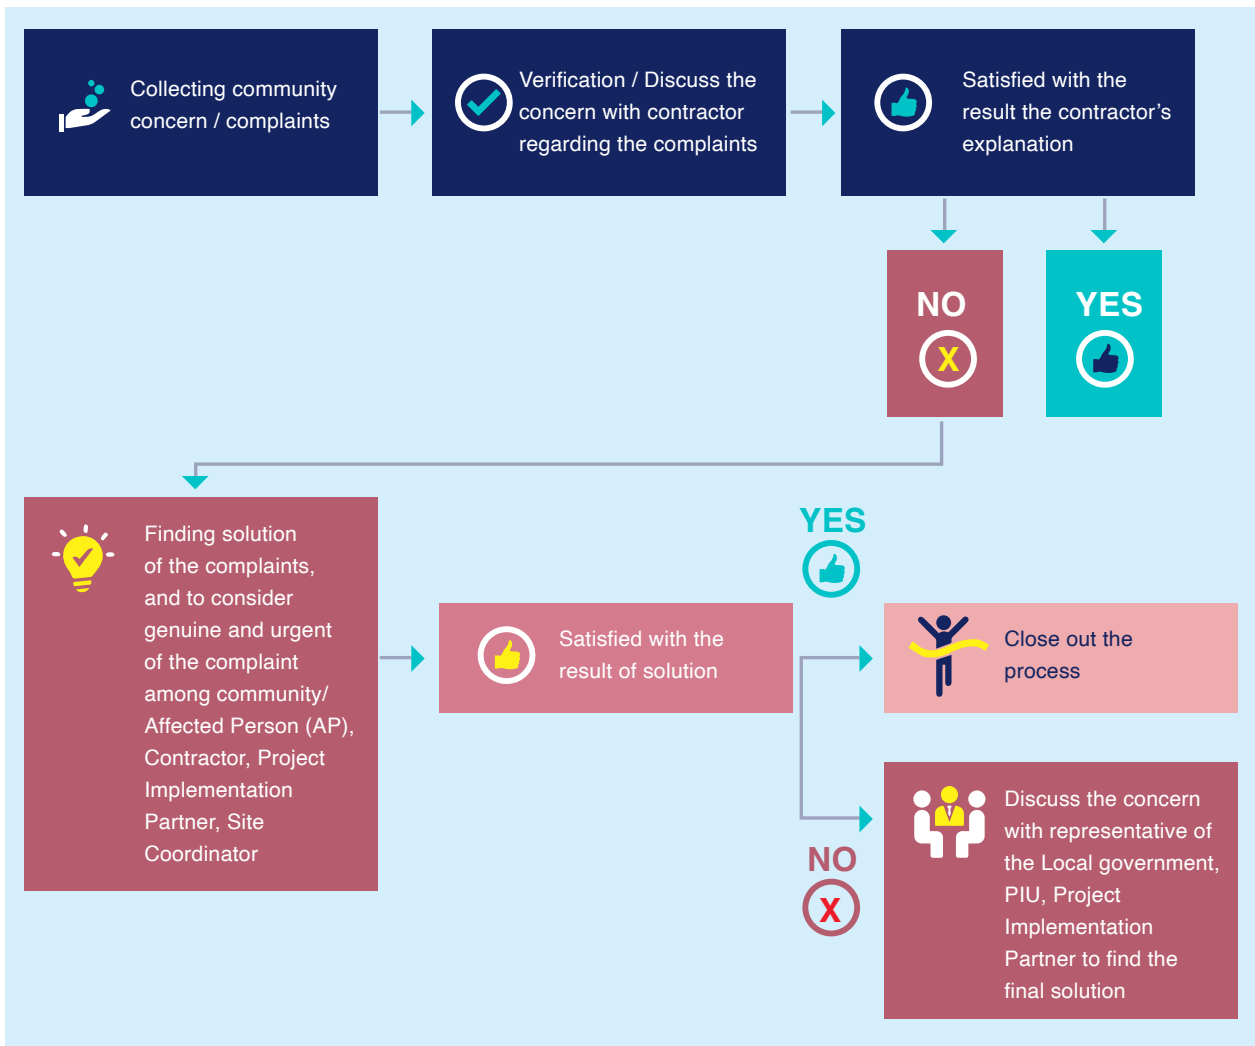 Collecting community
concern / complaints
Verification / Discuss the
concern with contractor
regarding the complaints
Satisfied with the
result the contractor’s
explanation
NO
X
YES
Finding solution
of the complaints,
and to consider
genuine and urgent
of the complaint
among community/
Affected Person (AP),
Contractor, Project
Implementation
Partner, Site
Coordinator
Satisfied with the
result of solution
YES
Close out the
process
NO
X
Discuss the concern
with representative of
the Local government,
PIU, Project
Implementation
Partner to find the
final solution